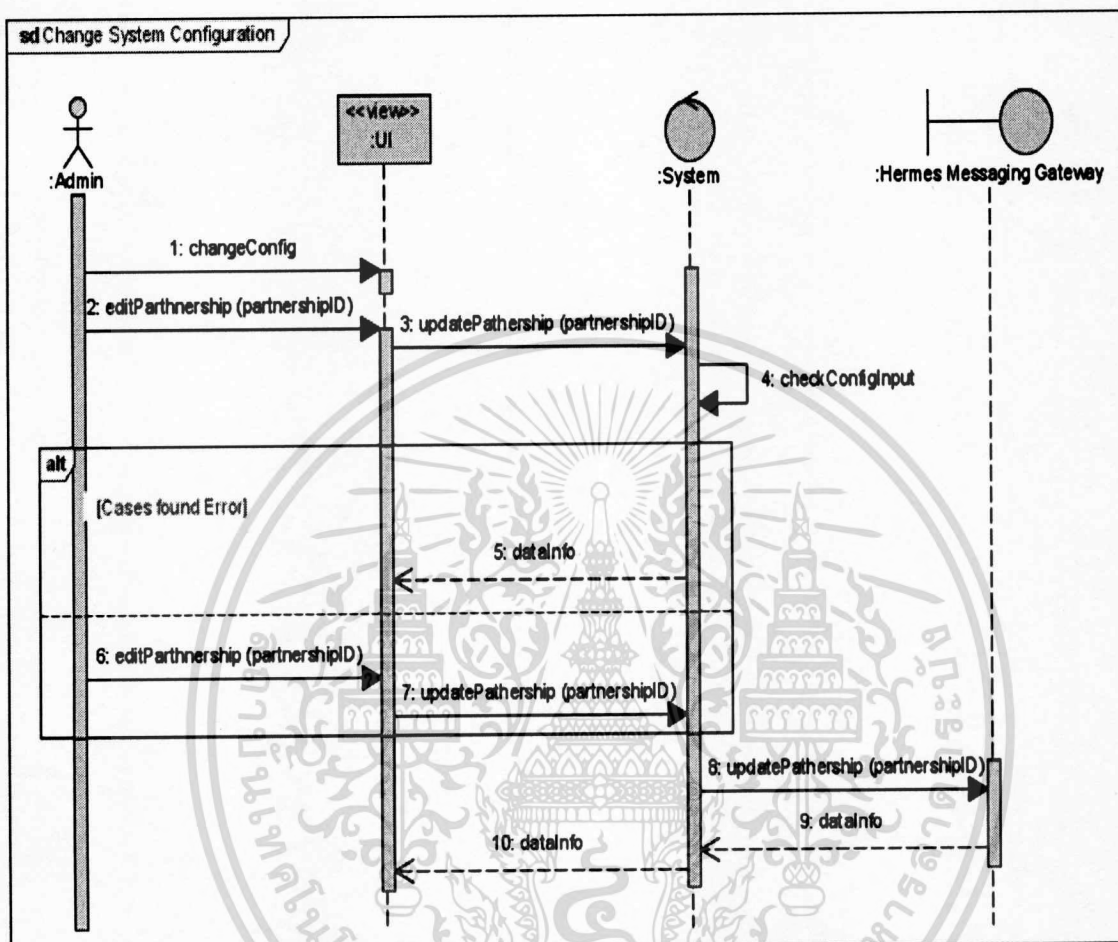 sd Change System Configuration
<<view>>
:UI
:Admin
:System
:Hermes Messaging Gateway
1: changeConfig
2: editParthnership (partnershipID)
3: updatePathership (partnershipID)
4: checkConfigInput
alt
[Cases found Error]
5: dataInfo
6: editParthnership (partnershipID)
7: updatePathership (partnershipID)
8: updatePathership (partnershipID)
9: dataInfo
10: dataInfo